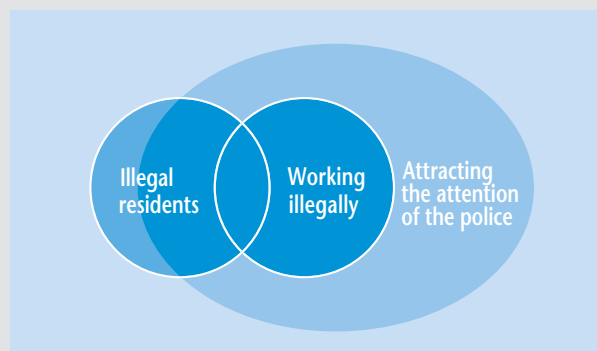 Illegal
residents
Working
illegally
Attracting
the attention
of the police